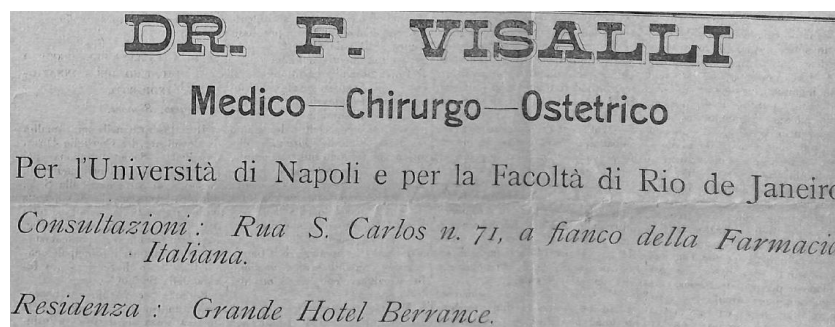 DR. F. VISALLI
Medico—Chirurgo—Ostetrico
Per l'Università di Napoli e per la Facoltà di Rio de Janeiro
Consultazioni: Rua S. Carlos n. 71, a fianco della Farmacia
Italiana.
Residenza: Grande Hotel Berrance.